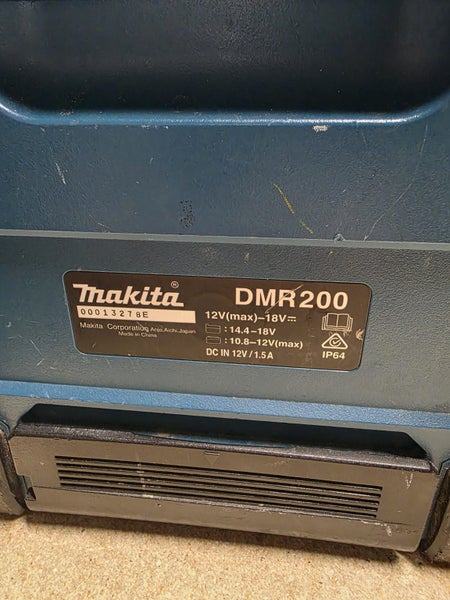 makita®
DMR200
00013278E
Makita Corporation Anjo,Aichi,Japan
Made in China
12V(max)-18V⎓
: 14.4-18V
: 10.8-12V(max)
DC IN 12V/1.5A
IP64